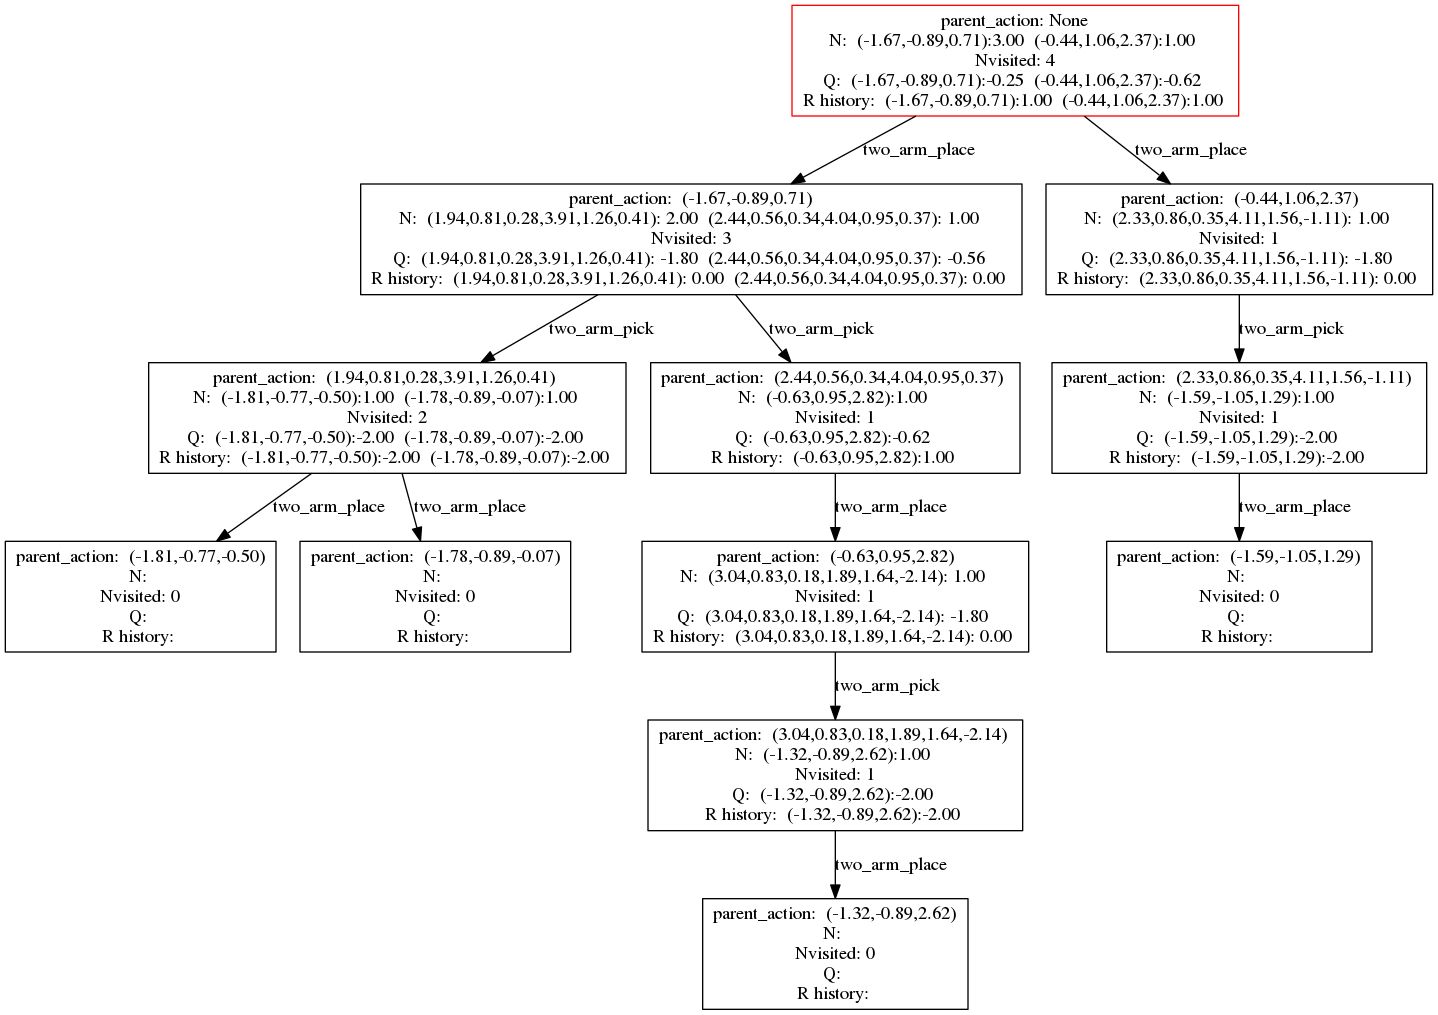 parent_action: None
N: (-1.67,-0.89,0.71):3.00 (-0.44,1.06,2.37):1.00
Nvisited: 4
Q: (-1.67,-0.89,0.71):-0.25 (-0.44,1.06,2.37):-0.62
R history: (-1.67,-0.89,0.71):1.00 (-0.44,1.06,2.37):1.00
two_arm_place
two_arm_place
parent_action: (-1.67,-0.89,0.71)
N: (1.94,0.81,0.28,3.91,1.26,0.41): 2.00 (2.44,0.56,0.34,4.04,0.95,0.37): 1.00
Nvisited: 3
Q: (1.94,0.81,0.28,3.91,1.26,0.41): -1.80 (2.44,0.56,0.34,4.04,0.95,0.37): -0.56
R history: (1.94,0.81,0.28,3.91,1.26,0.41): 0.00 (2.44,0.56,0.34,4.04,0.95,0.37): 0.00
parent_action: (-0.44,1.06,2.37)
N: (2.33,0.86,0.35,4.11,1.56,-1.11): 1.00
Nvisited: 1
Q: (2.33,0.86,0.35,4.11,1.56,-1.11): -1.80
R history: (2.33,0.86,0.35,4.11,1.56,-1.11): 0.00
two_arm_pick
two_arm_pick
two_arm_pick
parent_action: (1.94,0.81,0.28,3.91,1.26,0.41)
N: (-1.81,-0.77,-0.50):1.00 (-1.78,-0.89,-0.07):1.00
Nvisited: 2
Q: (-1.81,-0.77,-0.50):-2.00 (-1.78,-0.89,-0.07):-2.00
R history: (-1.81,-0.77,-0.50):-2.00 (-1.78,-0.89,-0.07):-2.00
parent_action: (2.44,0.56,0.34,4.04,0.95,0.37)
N: (-0.63,0.95,2.82):1.00
Nvisited: 1
Q: (-0.63,0.95,2.82):-0.62
R history: (-0.63,0.95,2.82):1.00
parent_action: (2.33,0.86,0.35,4.11,1.56,-1.11)
N: (-1.59,-1.05,1.29):1.00
Nvisited: 1
Q: (-1.59,-1.05,1.29):-2.00
R history: (-1.59,-1.05,1.29):-2.00
two_arm_place
two_arm_place
two_arm_place
two_arm_place
parent_action: (-1.81,-0.77,-0.50)
N:
Nvisited: 0
Q:
R history:
parent_action: (-1.78,-0.89,-0.07)
N:
Nvisited: 0
Q:
R history:
parent_action: (-0.63,0.95,2.82)
N: (3.04,0.83,0.18,1.89,1.64,-2.14): 1.00
Nvisited: 1
Q: (3.04,0.83,0.18,1.89,1.64,-2.14): -1.80
R history: (3.04,0.83,0.18,1.89,1.64,-2.14): 0.00
parent_action: (-1.59,-1.05,1.29)
N:
Nvisited: 0
Q:
R history:
two_arm_pick
parent_action: (3.04,0.83,0.18,1.89,1.64,-2.14)
N: (-1.32,-0.89,2.62):1.00
Nvisited: 1
Q: (-1.32,-0.89,2.62):-2.00
R history: (-1.32,-0.89,2.62):-2.00
two_arm_place
parent_action: (-1.32,-0.89,2.62)
N:
Nvisited: 0
Q:
R history: